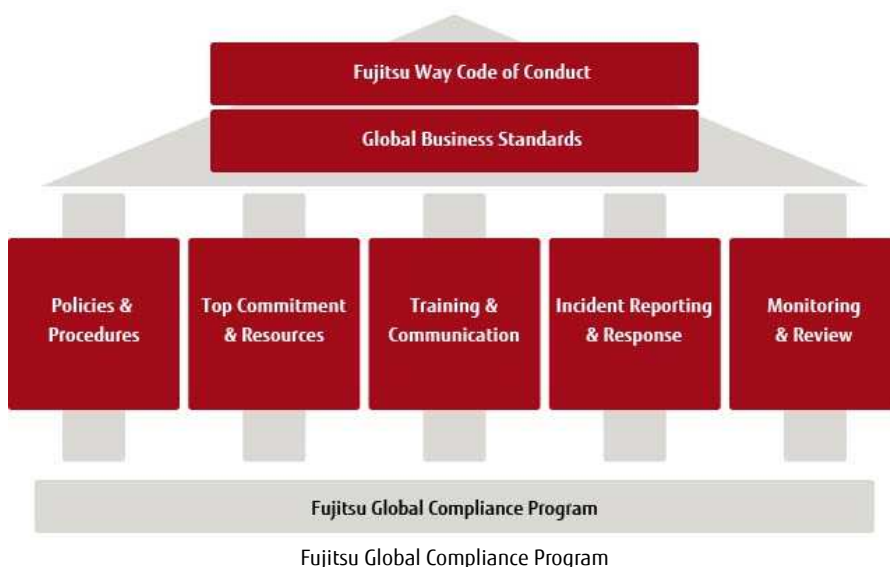 Fujitsu Way Code of Conduct
Global Business Standards
Policies &
Procedures
Top Commitment
& Resources
Training &
Communication
Incident Reporting
& Response
Monitoring
& Review
Fujitsu Global Compliance Program
Fujitsu Global Compliance Program